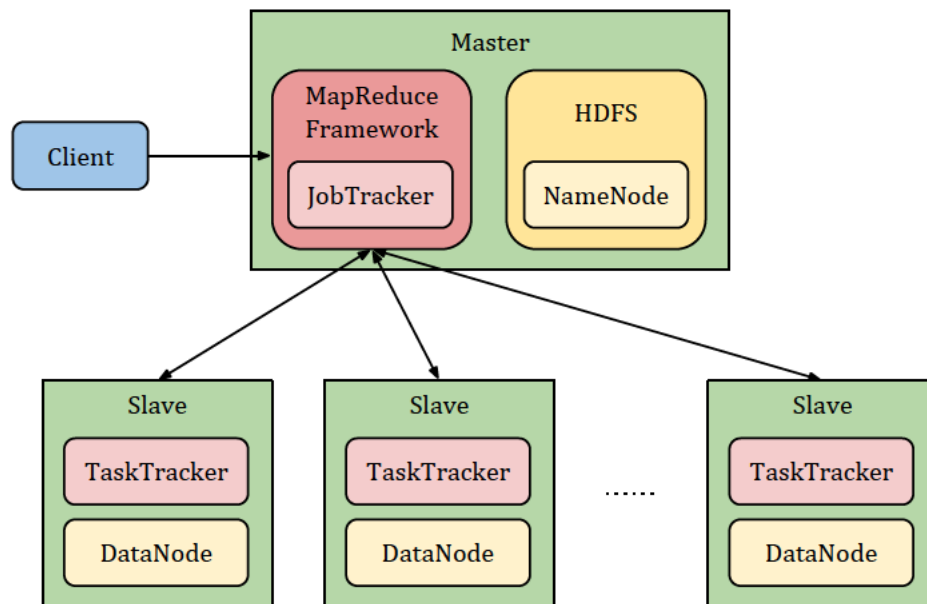 Master
MapReduce
Framework
HDFS
Client
JobTracker
NameNode
Slave
TaskTracker
DataNode
Slave
TaskTracker
DataNode
......
Slave
TaskTracker
DataNode